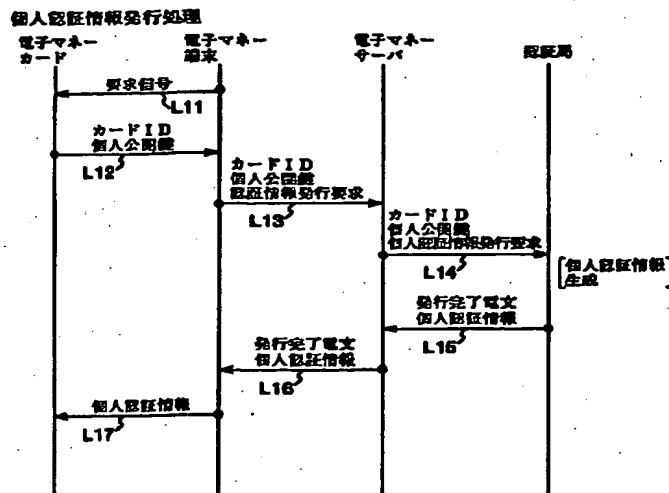 個人認証情報発行処理
電子マネー
カード
電子マネー
端末
電子マネー
サーバ
認証局
要求信号
L11
カードID
個人公開鍵
L12
カードID
個人公開鍵
認証情報発行要求
L13
カードID
個人公開鍵
個人認証情報発行要求
L14
個人認証情報
生成
発行完了電文
個人認証情報
L15
発行完了電文
個人認証情報
L16
個人認証情報
L17